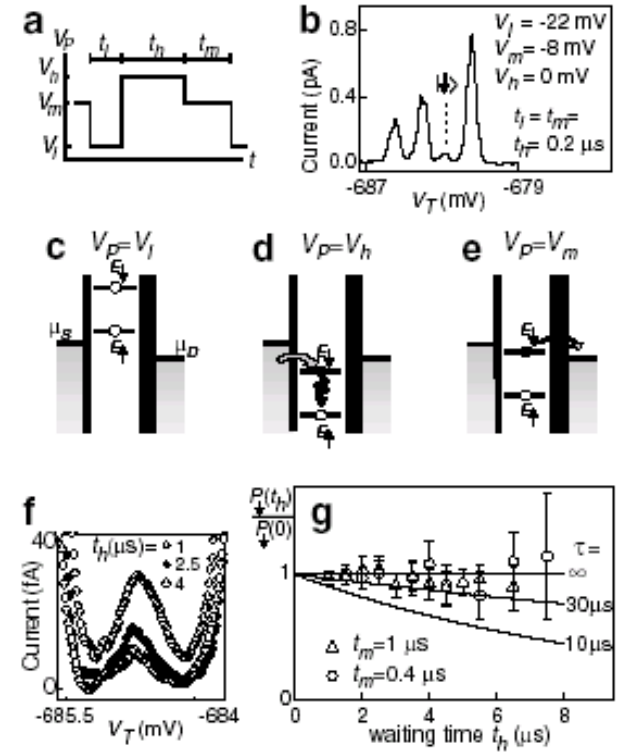 a
V_P
t_l t_h t_m
V_h
V_m
V_l
t
b
Current (pA)
0.8
0.4
0.0
|↓>
V_l = -22 mV
V_m = -8 mV
V_h = 0 mV
t_l = t_m=
t_h= 0.2 μs
-687 -679
V_T (mV)
c V_P=V_l
E↓
μ_S
E↑
μ_D
d V_P=V_h
E↓
E↑
e V_P=V_m
E↓
E↑
f
Current (fA)
40
0
t_h(μs)= 1
2.5
4
-685.5 -684
V_T (mV)
g
P↓(t_h)
P↓(0)
1
0
τ =
∞
30μs
10μs
△ t_m=1 μs
○ t_m=0.4 μs
0 2 4 6 8
waiting time t_h (μs)